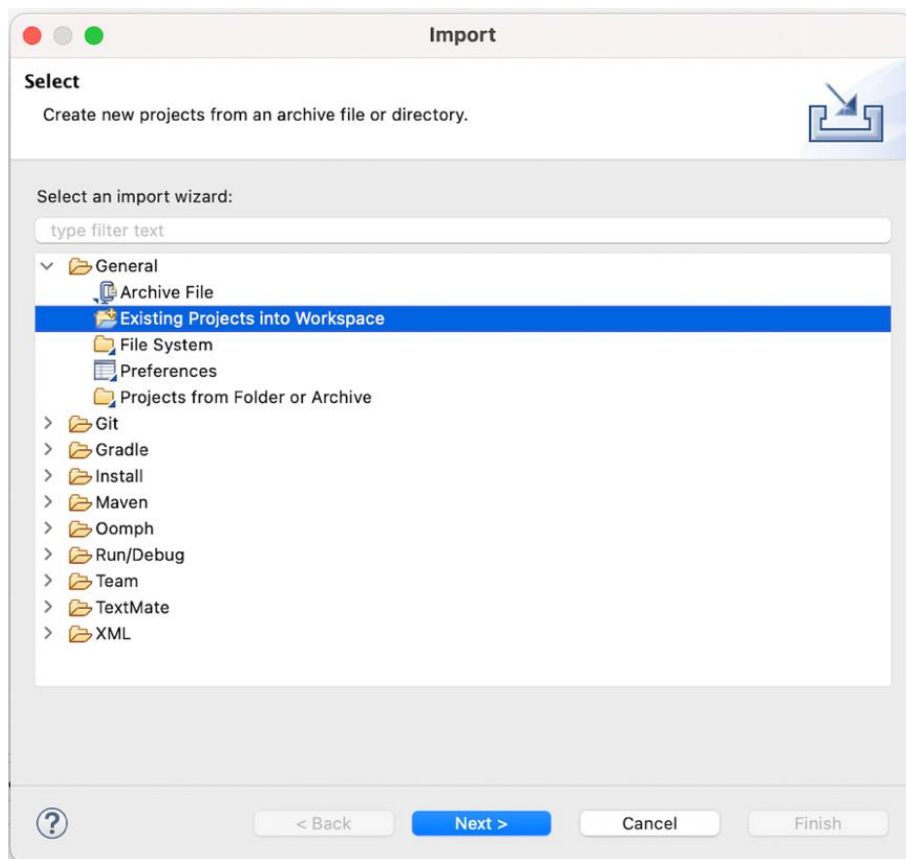 Import
Select
Create new projects from an archive file or directory.
Select an import wizard:
type filter text
General
Archive File
Existing Projects into Workspace
File System
Preferences
Projects from Folder or Archive
Git
Gradle
Install
Maven
Oomph
Run/Debug
Team
TextMate
XML
? < Back Next > Cancel Finish